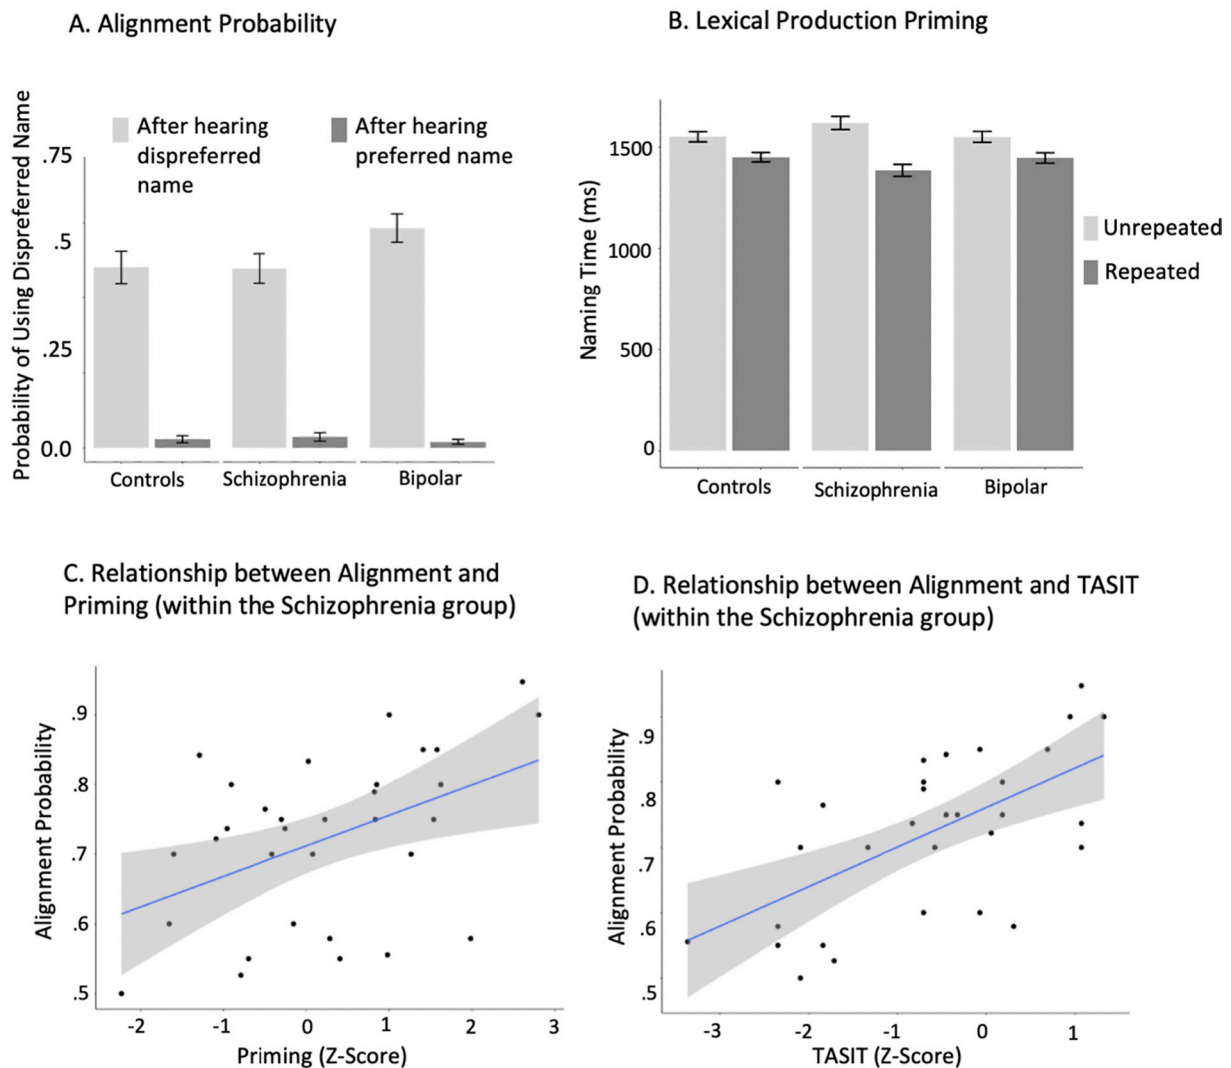 A. Alignment Probability
Probability of Using Dispreferred Name
.75
.5
.25
0.0
After hearing
dispreferred
name
After hearing
preferred name
Controls
Schizophrenia
Bipolar
B. Lexical Production Priming
Naming Time (ms)
1500
1000
500
0
Unrepeated
Repeated
Controls
Schizophrenia
Bipolar
C. Relationship between Alignment and
Priming (within the Schizophrenia group)
Alignment Probability
.9
.8
.7
.6
.5
-2 -1 0 1 2 3
Priming (Z-Score)
D. Relationship between Alignment and TASIT
(within the Schizophrenia group)
Alignment Probability
.9
.8
.7
.6
.5
-3 -2 -1 0 1
TASIT (Z-Score)